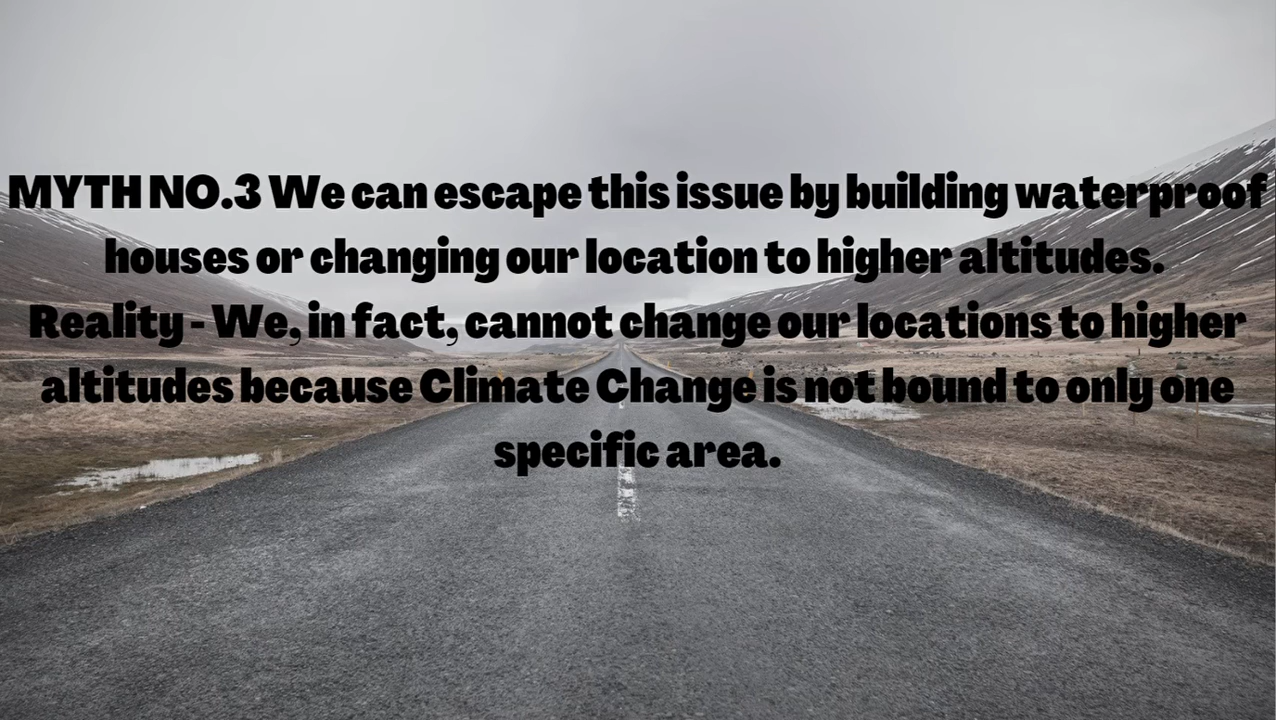 MYTH NO.3 We can escape this issue by building waterproof
houses or changing our location to higher altitudes.
Reality - We, in fact, cannot change our locations to higher
altitudes because Climate Change is not bound to only one
specific area.